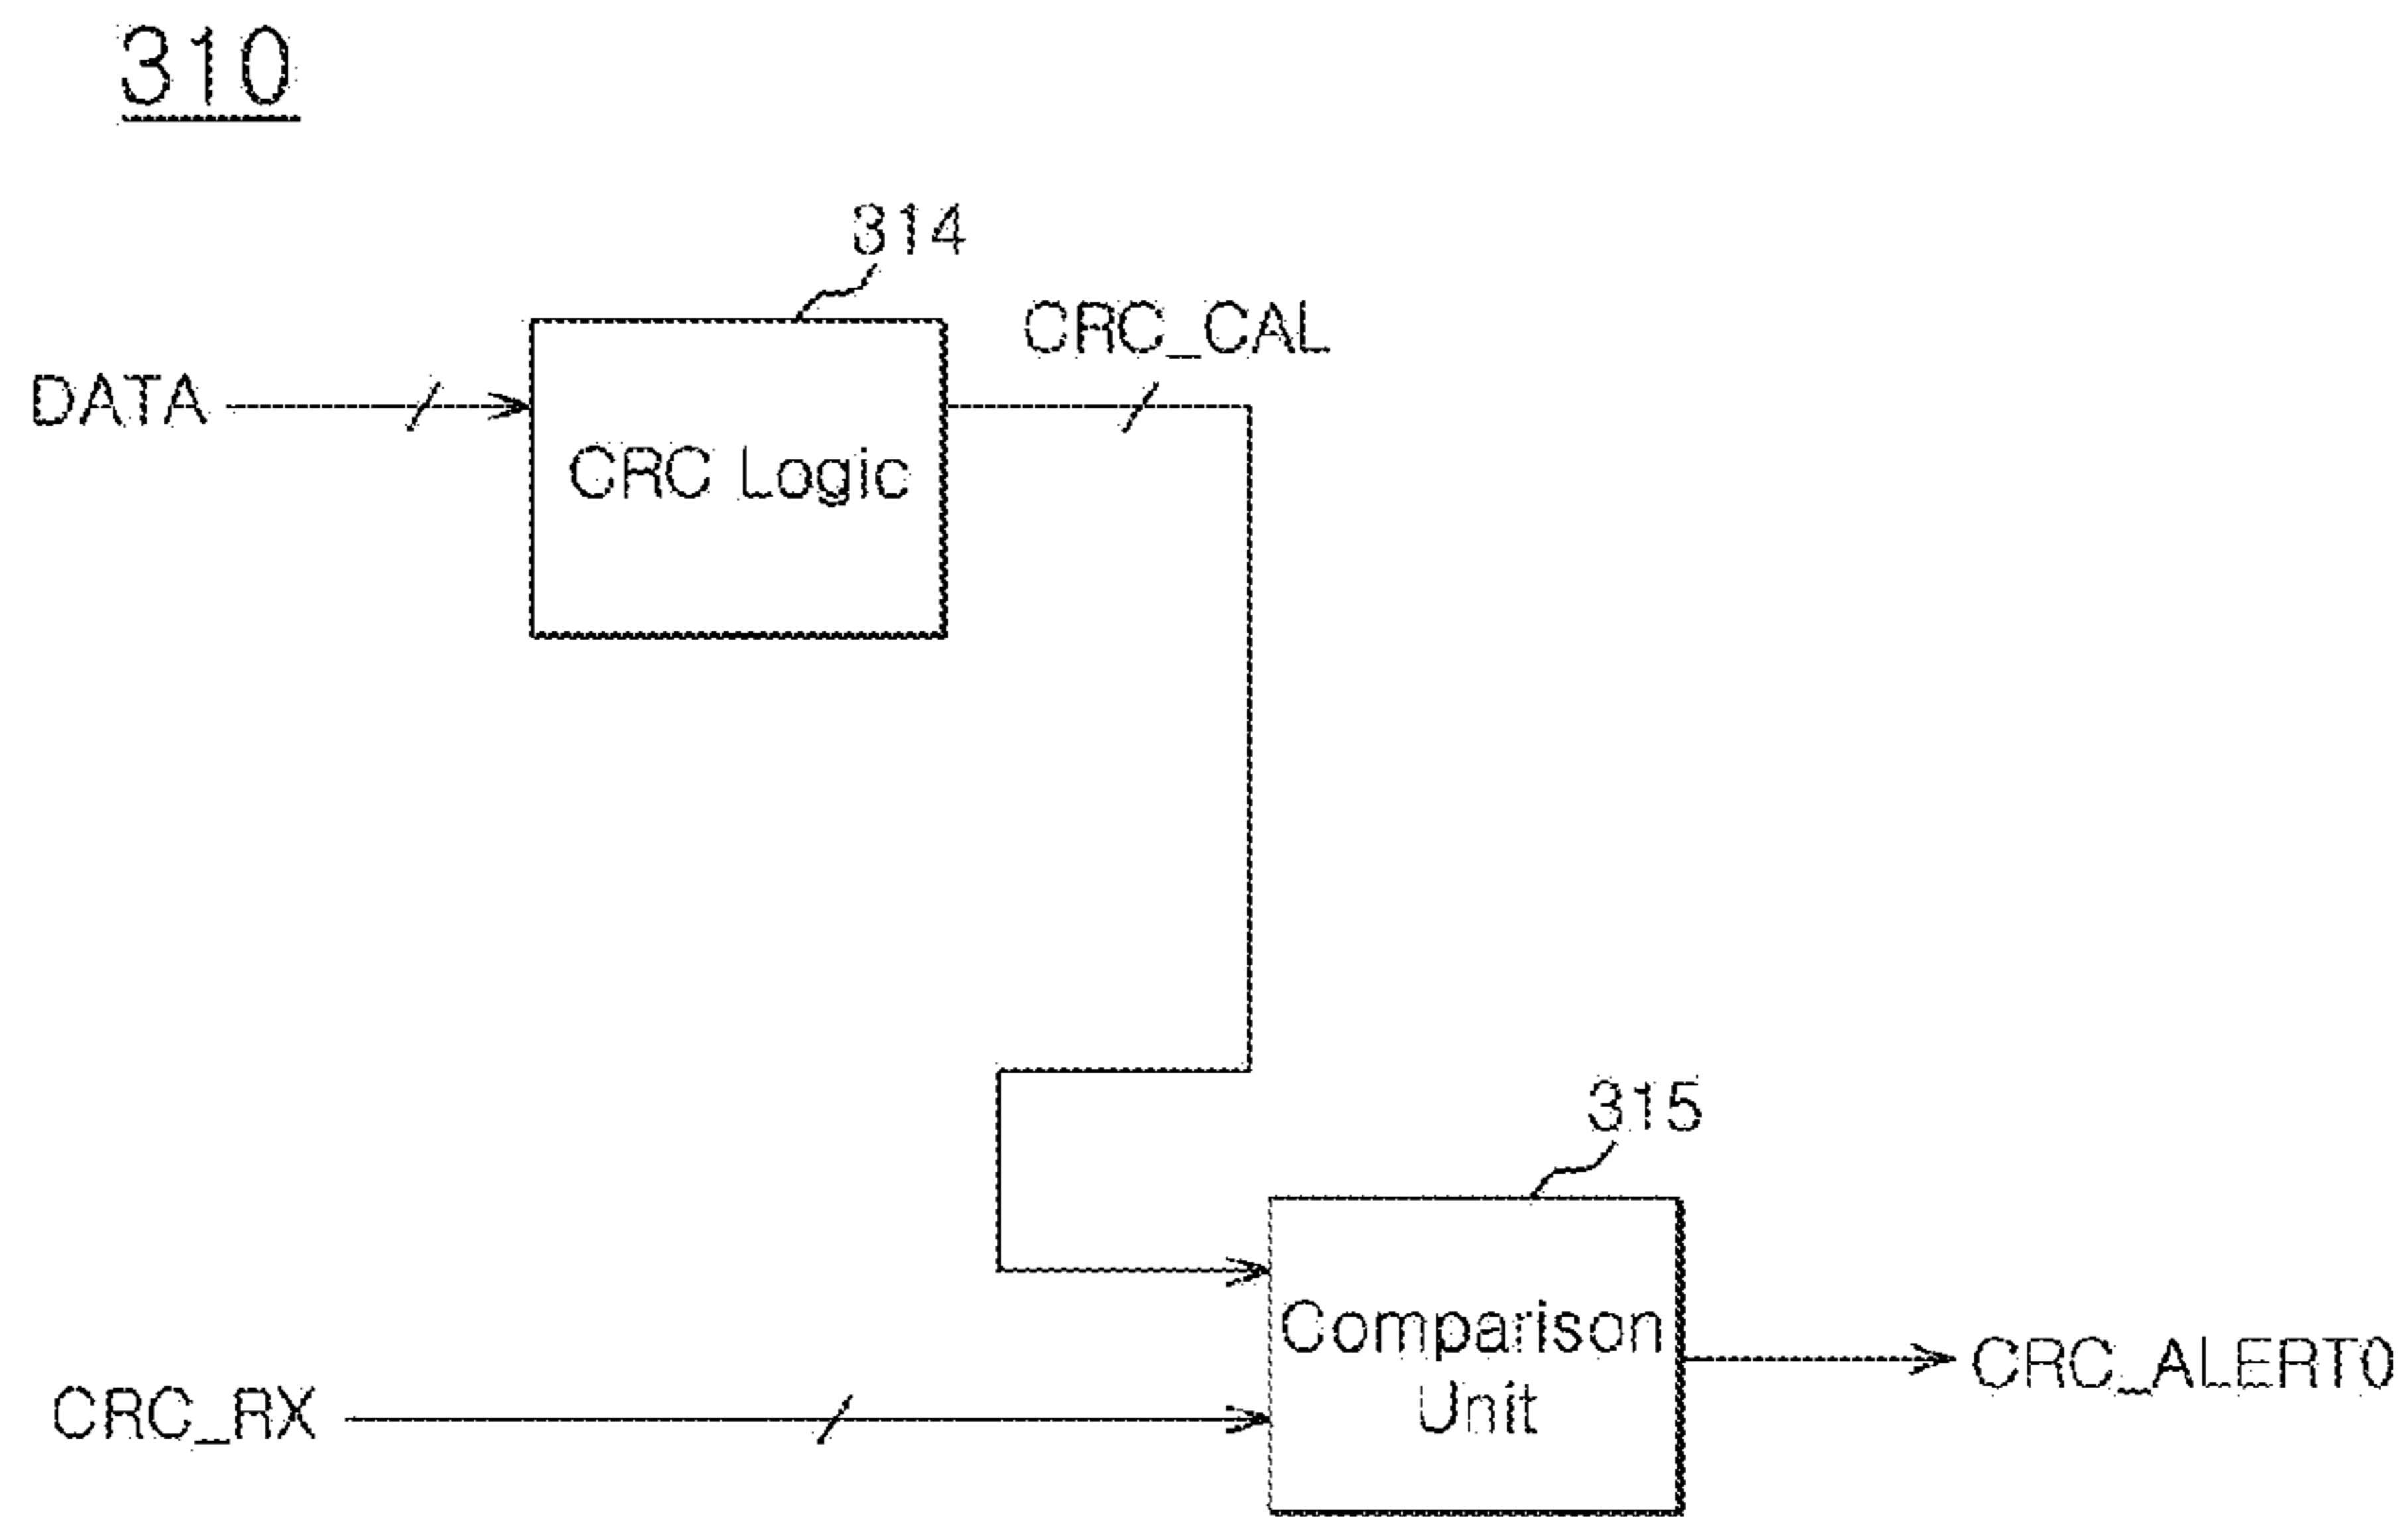 310
314
CRC_CAL
DATA
CRC Logic
315
Comparison
Unit
CRC_ALERT0
CRC_RX